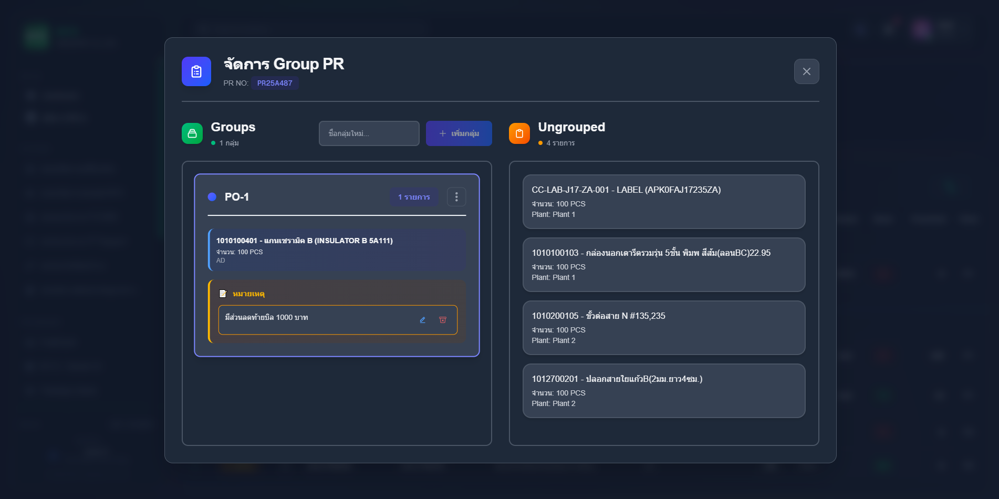 จัดการ Group PR
PR NO: PR25A487
Groups
1 กลุ่ม
ชื่อกลุ่มใหม่...
เพิ่มกลุ่ม
PO-1
1 รายการ
1010100401 - แกนเซรามิค B (INSULATOR B 5A111)
จำนวน: 100 PCS
AD
หมายเหตุ
มีส่วนลดท้ายบิล 1000 บาท
Ungrouped
4 รายการ
CC-LAB-J17-ZA-001 - LABEL (APK0FAJ17235ZA)
จำนวน: 100 PCS
Plant: Plant 1
1010100103 - กล่องนอกเตารีดรวมรุ่น 5ชั้น พิมพ สีส้ม(ลอนBC)22.95
จำนวน: 100 PCS
Plant: Plant 1
1010200105 - ขั้วต่อสาย N #135,235
จำนวน: 100 PCS
Plant: Plant 2
1012700201 - ปลอกสายใยแก้วB(2มม.ยาว4ซม.)
จำนวน: 100 PCS
Plant: Plant 2